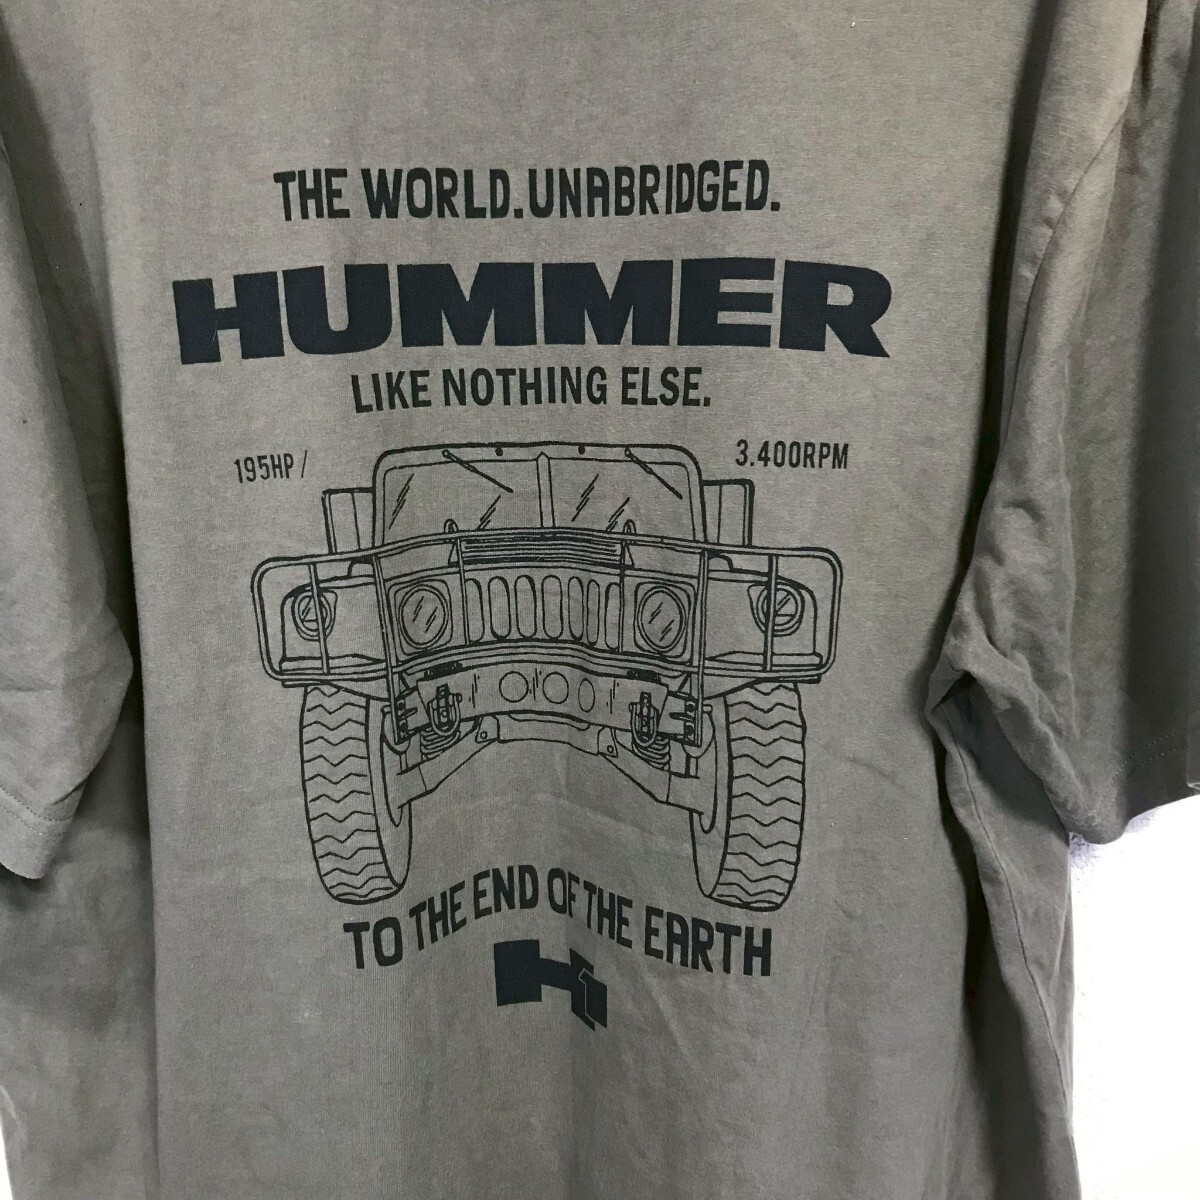 THE WORLD.UNABRIDGED.
HUMMER
LIKE NOTHING ELSE.
195HP / 3.400RPM
TO THE END OF THE EARTH
H1